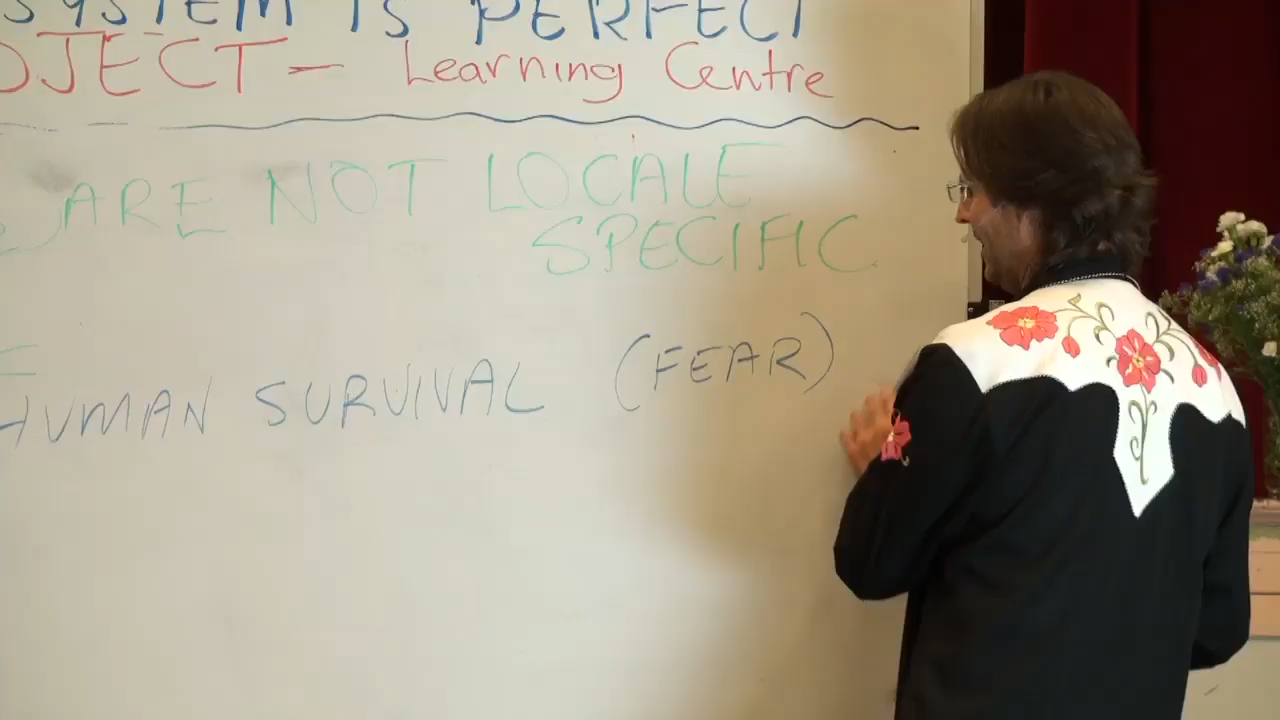 SYSTEM IS PERFECT
OJECT - Learning Centre
ARE NOT LOCALE
SPECIFIC
HUMAN SURVIVAL (FEAR)